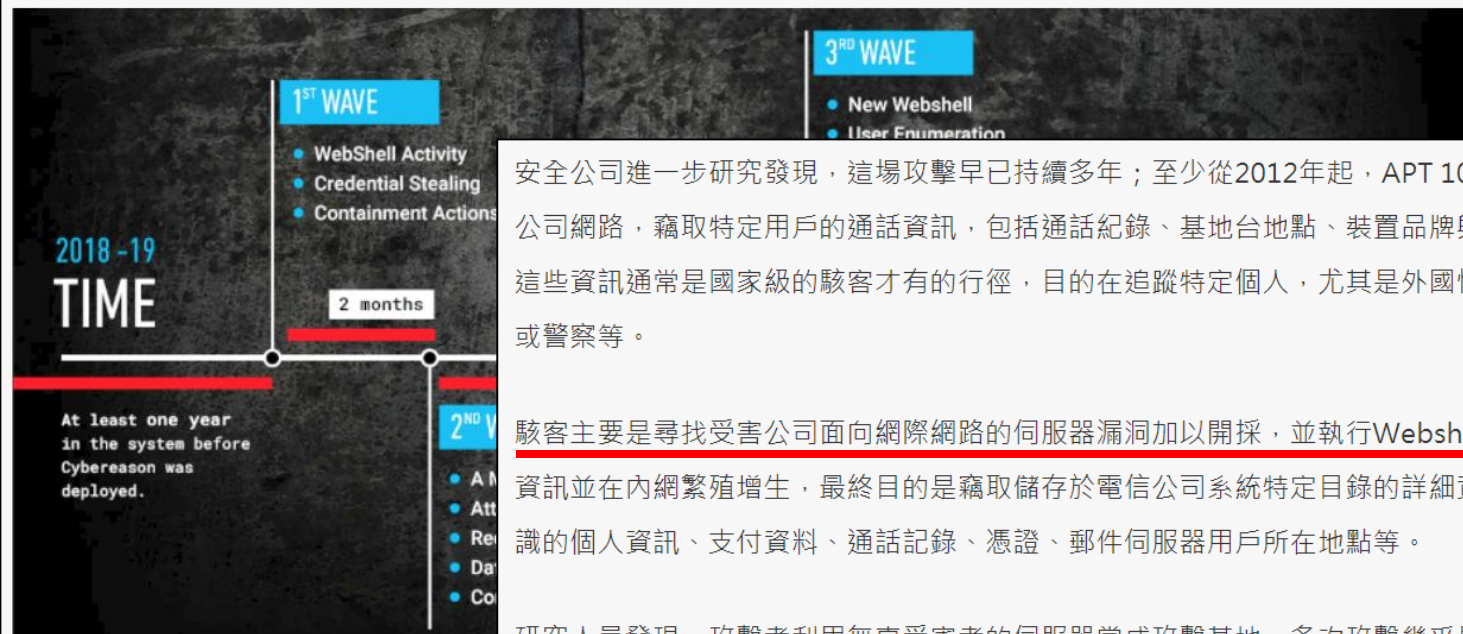 1ST WAVE
WebShell Activity
Credential Stealing
Containment Actions
3RD WAVE
New Webshell
User Enumeration
2018-19
TIME
2 months
At least one year
in the system before
Cybereason was
deployed.
2ND
安全公司進一步研究發現，這場攻擊早已持續多年；至少從2012年起，APT 10
公司網路，竊取特定用戶的通話資訊，包括通話紀錄、基地台地點、裝置品牌與
這些資訊通常是國家級的駭客才有的行徑，目的在追蹤特定個人，尤其是外國情
或警察等。
駭客主要是尋找受害公司面向網際網路的伺服器漏洞加以開採，並執行Websh
資訊並在內網繁殖增生，最終目的是竊取儲存於電信公司系統特定目錄的詳細資
識的個人資訊、支付資料、通話記錄、憑證、郵件伺服器用戶所在地點等。